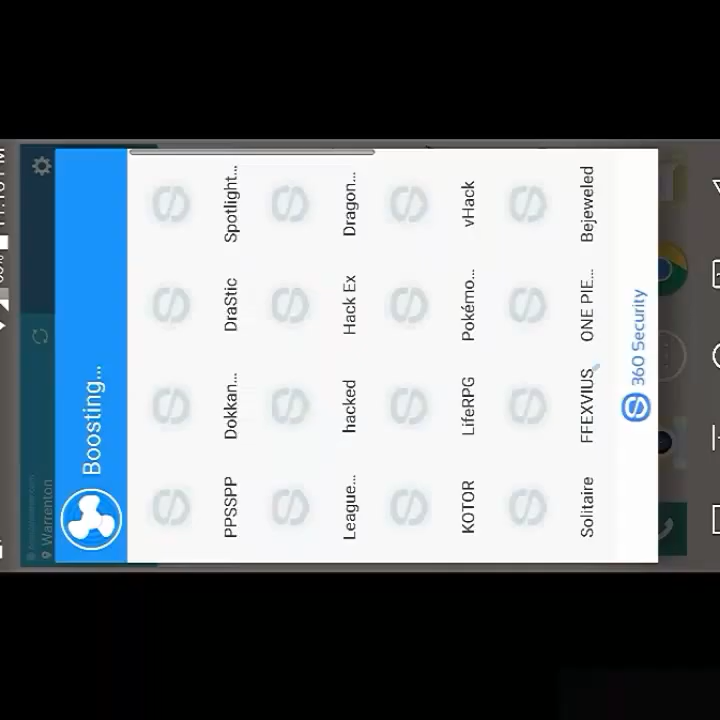 Warrenton
Boosting...
PPSSPP Dokkan... DraStic Spotlight...
League... hacked Hack Ex Dragon...
KOTOR LifeRPG Pokémo... vHack
Solitaire FFEXVIUS ONE PIE... Bejeweled
360 Security